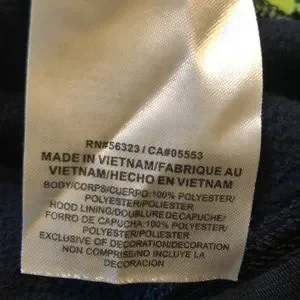 RN#56323 / CA#05553
MADE IN VIETNAM/FABRIQUE AU
VIETNAM/HECHO EN VIETNAM
BODY/CORPS/CUERPO:100% POLYESTER/
POLYESTER/POLIESTER
HOOD LINING/DOUBLURE DE CAPUCHE/
FORRO DE CAPUCHA:100% POLYESTER/
POLYESTER/POLIESTER
EXCLUSIVE OF DECORATION/DECORATION
NON COMPRISE/NO INCLUYE LA
DECORACION